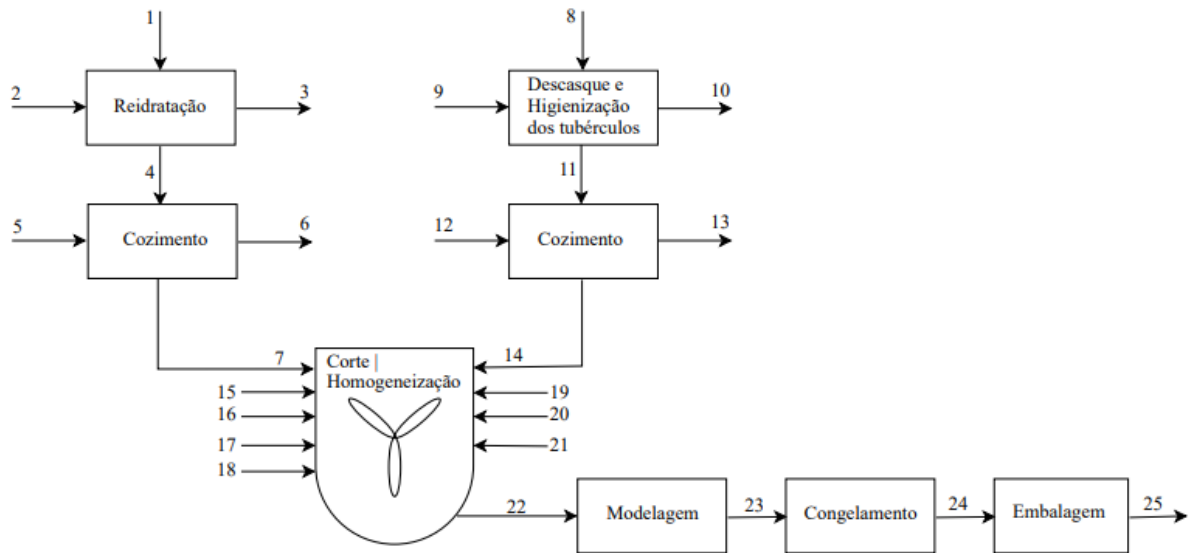 1
8
2
Reidratação
3
9
Descasque e
Higienização
dos tubérculos
10
4
11
5
Cozimento
6
12
Cozimento
13
7
Corte |
Homogeneização
14
15
19
16
20
17
21
18
22
Modelagem
23
Congelamento
24
Embalagem
25